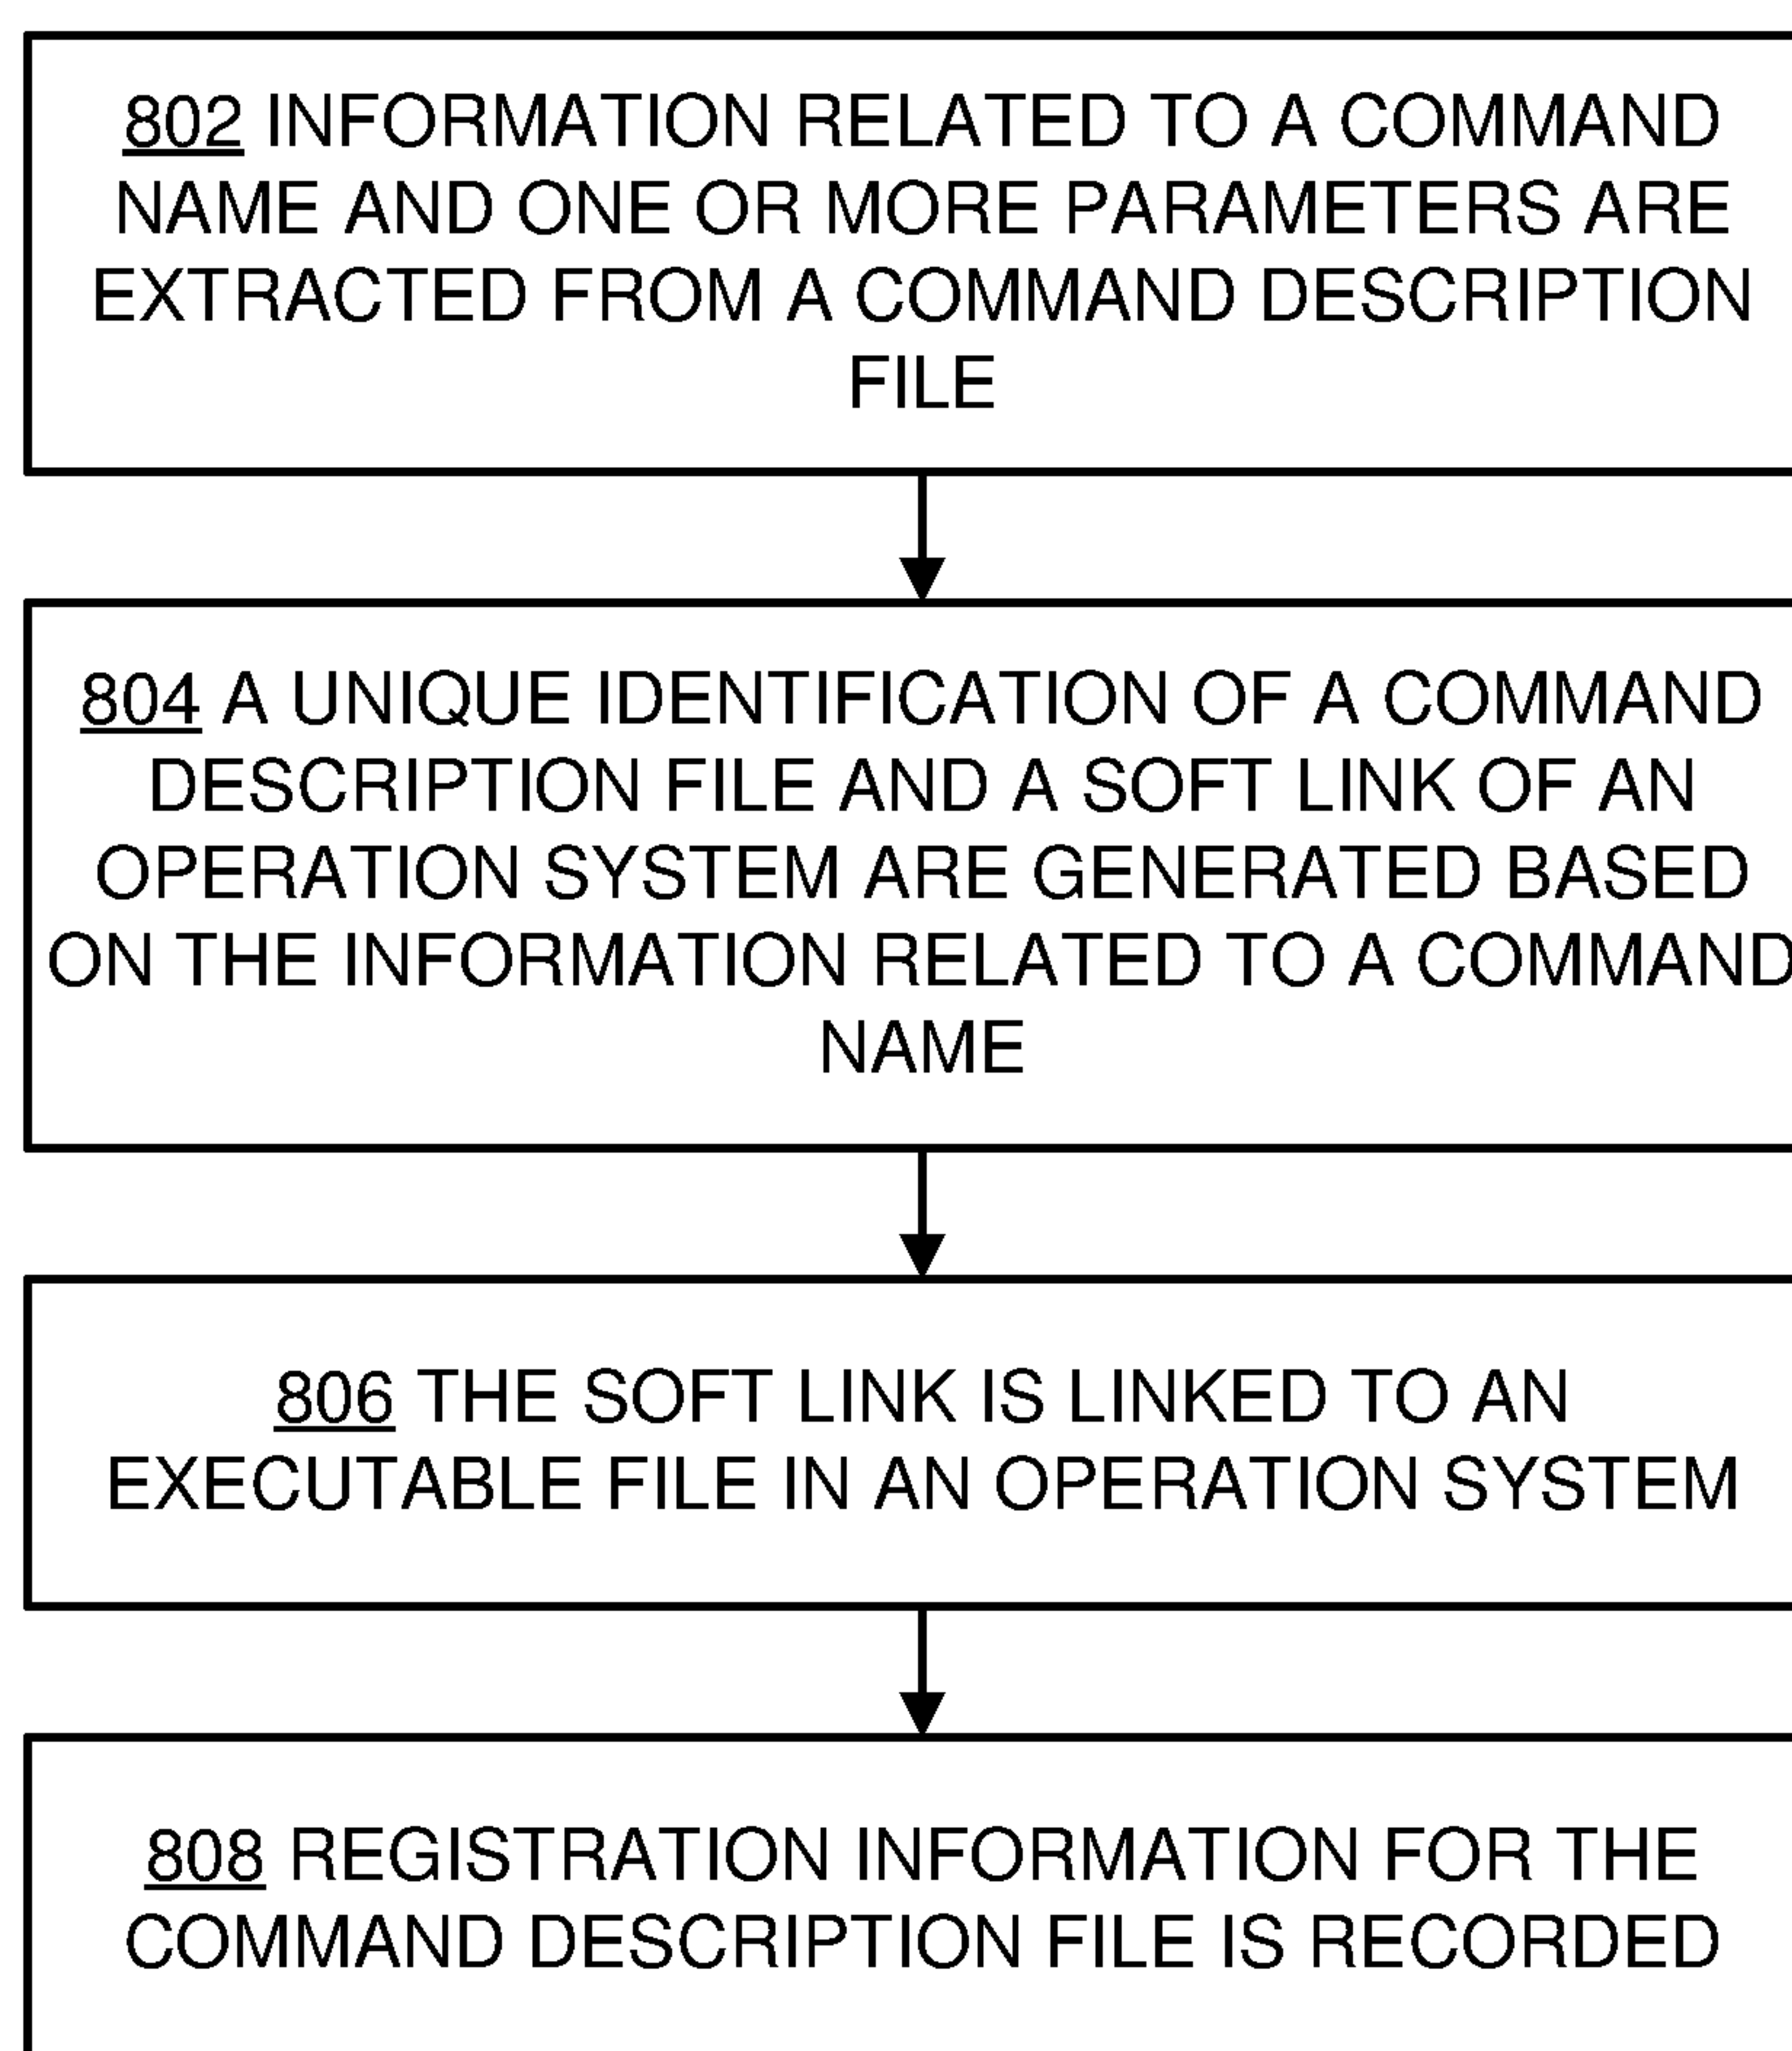 802 INFORMATION RELATED TO A COMMAND
NAME AND ONE OR MORE PARAMETERS ARE
EXTRACTED FROM A COMMAND DESCRIPTION
FILE
804 A UNIQUE IDENTIFICATION OF A COMMAND
DESCRIPTION FILE AND A SOFT LINK OF AN
OPERATION SYSTEM ARE GENERATED BASED
ON THE INFORMATION RELATED TO A COMMAND
NAME
806 THE SOFT LINK IS LINKED TO AN
EXECUTABLE FILE IN AN OPERATION SYSTEM
808 REGISTRATION INFORMATION FOR THE
COMMAND DESCRIPTION FILE IS RECORDED